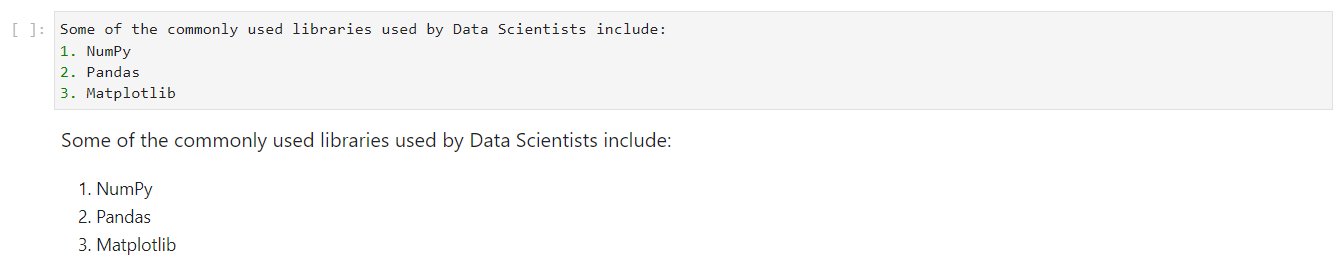 [ ]: Some of the commonly used libraries used by Data Scientists include:
1. NumPy
2. Pandas
3. Matplotlib
Some of the commonly used libraries used by Data Scientists include:
1. NumPy
2. Pandas
3. Matplotlib